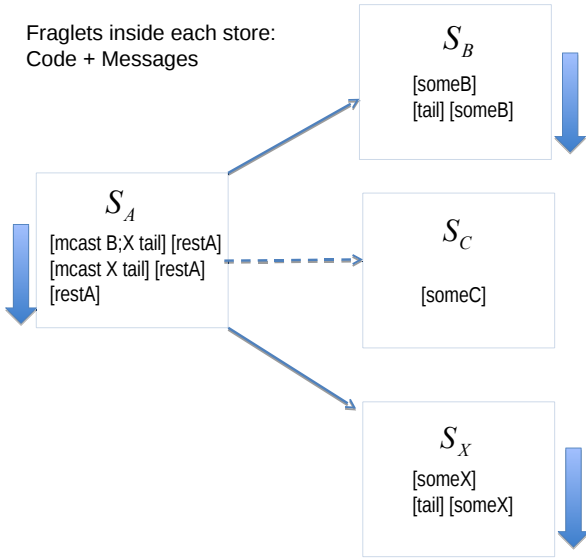 Fraglets inside each store:
Code + Messages
S_B
[someB]
[tail] [someB]
S_A
[mcast B;X tail] [restA]
[mcast X tail] [restA]
[restA]
S_C
[someC]
S_X
[someX]
[tail] [someX]